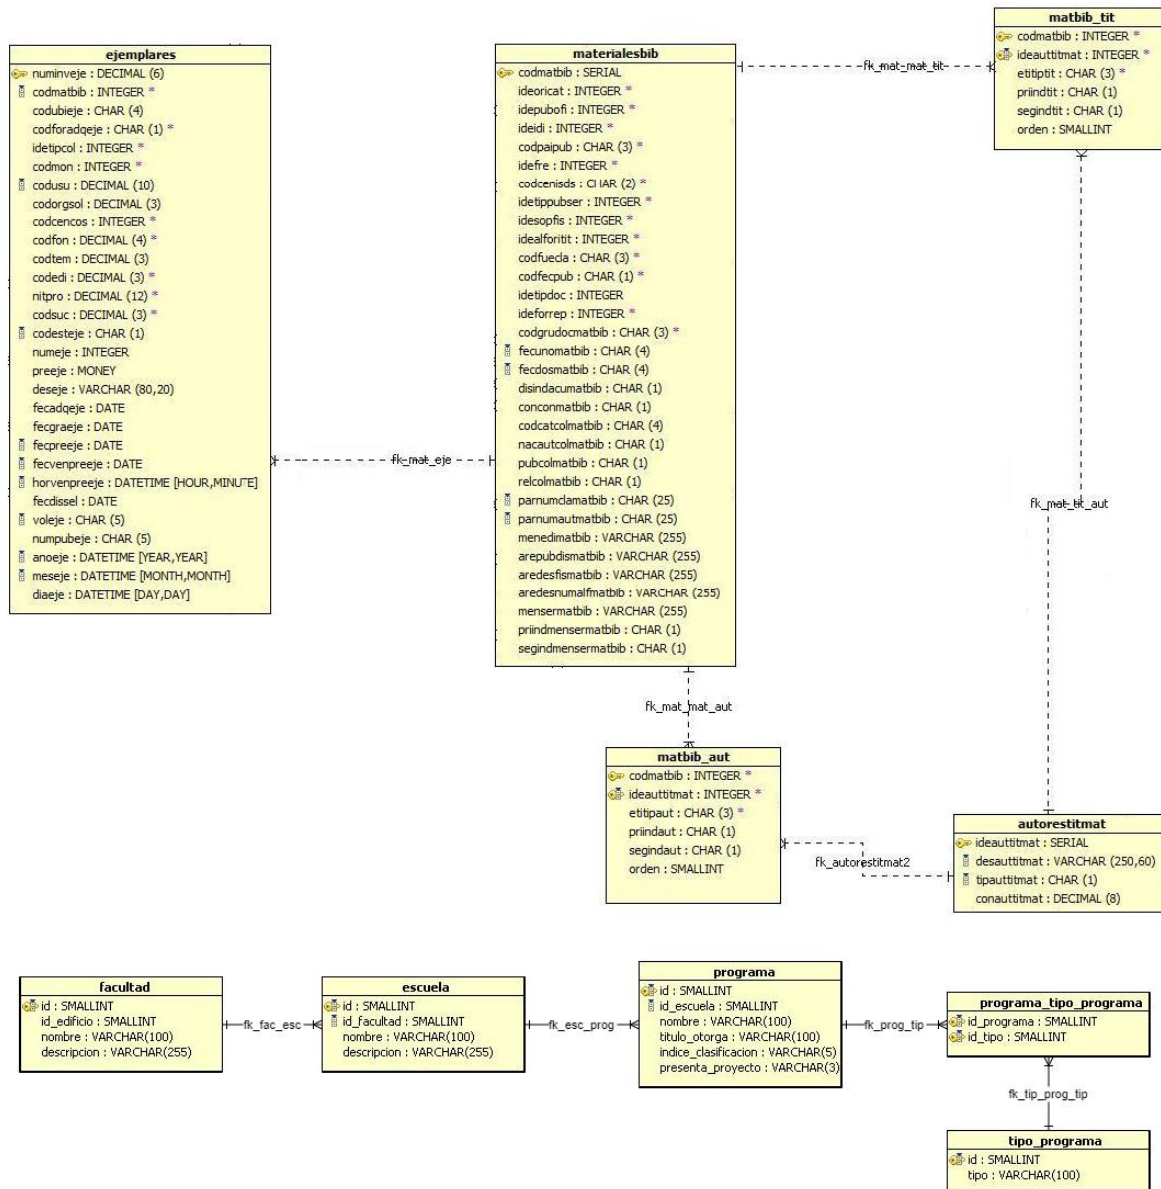 ejemplares
numinveje : DECIMAL (6)
codmatbib : INTEGER *
codubieje : CHAR (4)
codforadqeje : CHAR (1) *
idetipcol : INTEGER *
codmon : INTEGER *
codusu : DECIMAL (10)
codorgsol : DECIMAL (3)
codcencos : INTEGER *
codfon : DECIMAL (4) *
codtem : DECIMAL (3)
codedi : DECIMAL (3) *
nitpro : DECIMAL (12) *
codsuc : DECIMAL (3) *
codesteje : CHAR (1)
numeje : INTEGER
preeje : MONEY
deseje : VARCHAR (80,20)
fecadqeje : DATE
fecgraeje : DATE
fecpreeje : DATE
fecvenpreeje : DATE
horvenpreeje : DATETIME [HOUR,MINUTE]
fecdissel : DATE
voleje : CHAR (5)
numpubeje : CHAR (5)
anoeje : DATETIME [YEAR,YEAR]
meseje : DATETIME [MONTH,MONTH]
diaeje : DATETIME [DAY,DAY]
fk_mat_eje
materialesbib
codmatbib : SERIAL
ideoricat : INTEGER *
idepubofi : INTEGER *
ideidi : INTEGER *
codpaipub : CHAR (3) *
idefre : INTEGER *
codcenisds : CHAR (2) *
idetippubser : INTEGER *
idesopfis : INTEGER *
idealforitit : INTEGER *
codfuecla : CHAR (3) *
codfecpub : CHAR (1) *
idetipdoc : INTEGER
ideforrep : INTEGER *
codgrudocmatbib : CHAR (3) *
fecunomatbib : CHAR (4)
fecdosmatbib : CHAR (4)
disindacumatbib : CHAR (1)
conconmatbib : CHAR (1)
codcatcolmatbib : CHAR (4)
nacautcolmatbib : CHAR (1)
pubcolmatbib : CHAR (1)
relcolmatbib : CHAR (1)
parnumclamatbib : CHAR (25)
parnumautmatbib : CHAR (25)
menedimatbib : VARCHAR (255)
arepubdismatbib : VARCHAR (255)
aredesfismatbib : VARCHAR (255)
aredesnumalfmatbib : VARCHAR (255)
mensermatbib : VARCHAR (255)
priindmensermatbib : CHAR (1)
segindmensermatbib : CHAR (1)
fk_mat-mat_tit
matbib_tit
codmatbib : INTEGER *
ideauttitmat : INTEGER *
etitiptit : CHAR (3) *
priindtit : CHAR (1)
segindtit : CHAR (1)
orden : SMALLINT
fk_mat-tit_aut
fk_mat_mat_aut
matbib_aut
codmatbib : INTEGER *
ideauttitmat : INTEGER *
etitipaut : CHAR (3) *
priindaut : CHAR (1)
segindaut : CHAR (1)
orden : SMALLINT
fk_autorestitmat2
autorestitmat
ideauttitmat : SERIAL
desauttitmat : VARCHAR (250,60)
tipauttitmat : CHAR (1)
conauttitmat : DECIMAL (8)
facultad
id : SMALLINT
id_edificio : SMALLINT
nombre : VARCHAR(100)
descripcion : VARCHAR(255)
fk_fac_esc
escuela
id : SMALLINT
id_facultad : SMALLINT
nombre : VARCHAR(100)
descripcion : VARCHAR(255)
fk_esc_prog
programa
id : SMALLINT
id_escuela : SMALLINT
nombre : VARCHAR(100)
titulo_otorga : VARCHAR(100)
indice_clasificacion : VARCHAR(5)
presenta_proyecto : VARCHAR(3)
fk_prog_tip
programa_tipo_programa
id_programa : SMALLINT
id_tipo : SMALLINT
fk_tip_prog_tip
tipo_programa
id : SMALLINT
tipo : VARCHAR(100)